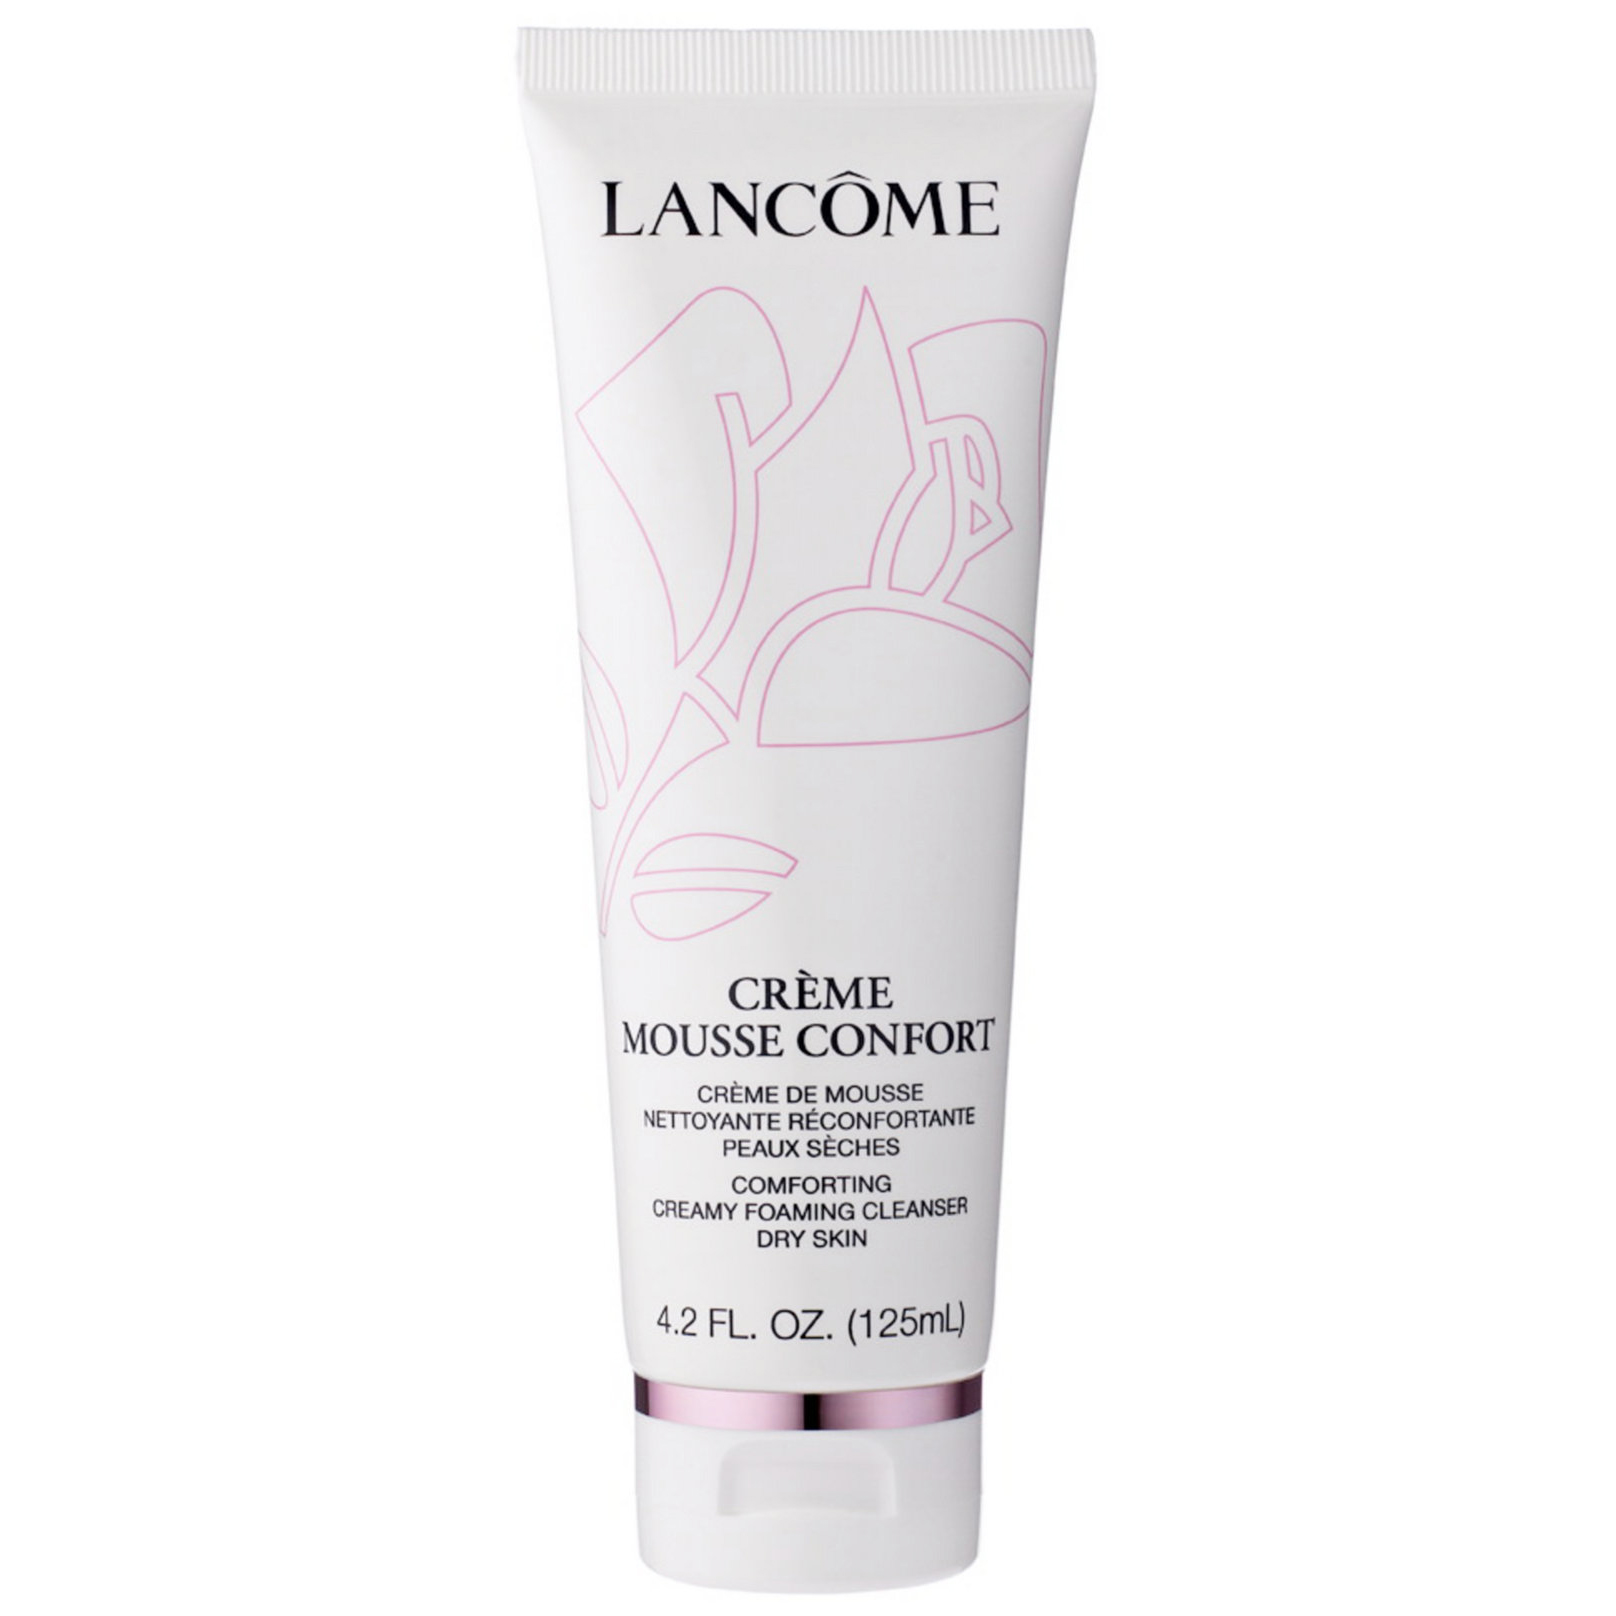 LANCÔME
CRÈME
MOUSSE CONFORT
CRÈME DE MOUSSE
NETTOYANTE RÉCONFORTANTE
PEAUX SÈCHES
COMFORTING
CREAMY FOAMING CLEANSER
DRY SKIN
4.2 FL. OZ. (125mL)